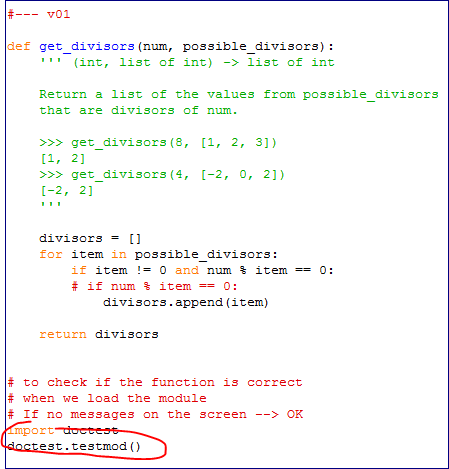 #--- v01
def get_divisors(num, possible_divisors):
    ''' (int, list of int) -> list of int
    Return a list of the values from possible_divisors
    that are divisors of num.
    >>> get_divisors(8, [1, 2, 3])
    [1, 2]
    >>> get_divisors(4, [-2, 0, 2])
    [-2, 2]
    '''
    divisors = []
    for item in possible_divisors:
        if item != 0 and num % item == 0:
        # if num % item == 0:
            divisors.append(item)
    return divisors
# to check if the function is correct
# when we load the module
# If no messages on the screen --> OK
import doctest
doctest.testmod()